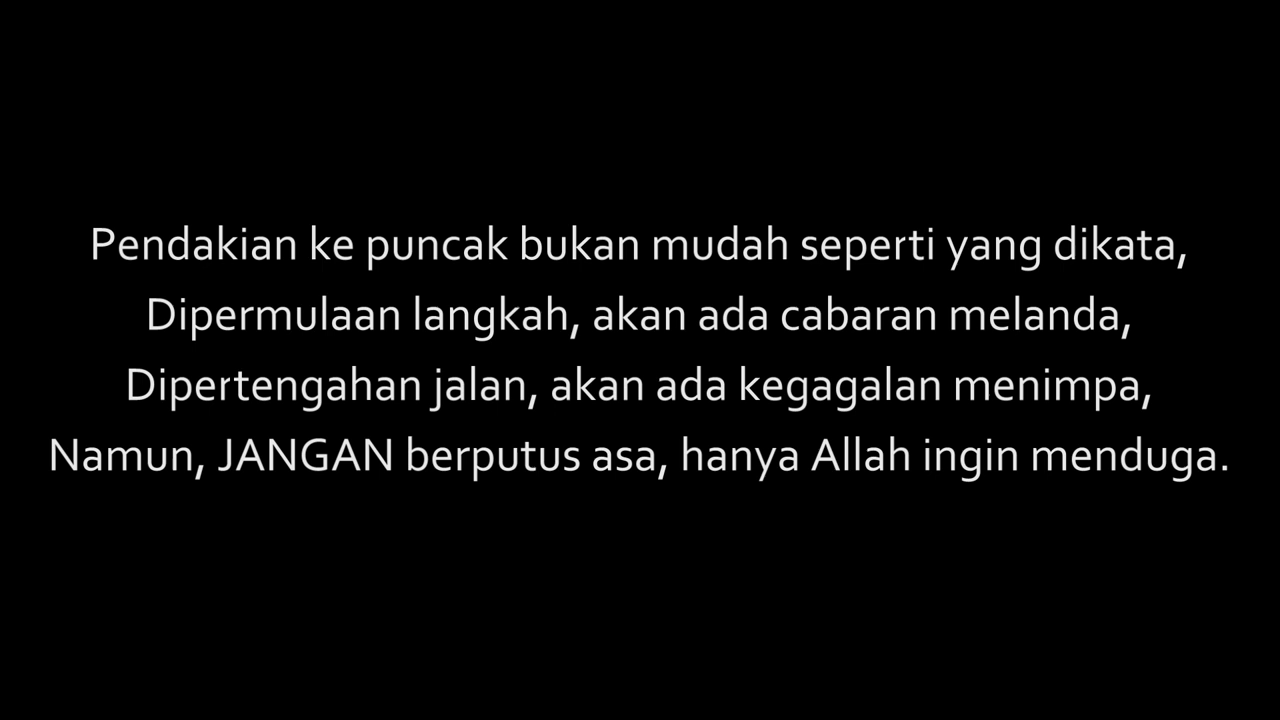 Pendakian ke puncak bukan mudah seperti yang dikata,
Dipermulaan langkah, akan ada cabaran melanda,
Dipertengahan jalan, akan ada kegagalan menimpa,
Namun, JANGAN berputus asa, hanya Allah ingin menduga.